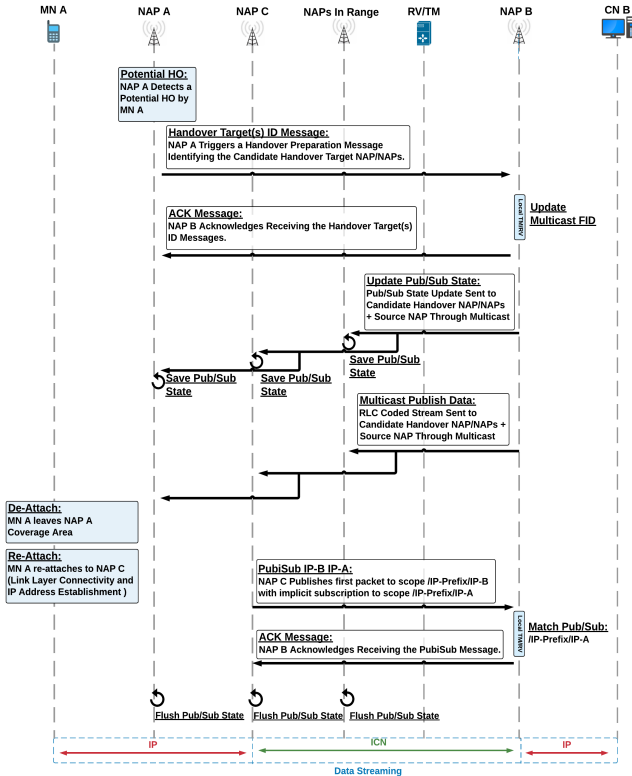 MN A
NAP A
NAP C
NAPs In Range
RV/TM
NAP B
CN B
Potential HO:
NAP A Detects a
Potential HO by
MN A
Handover Target(s) ID Message:
NAP A Triggers a Handover Preparation Message
Identifying the Candidate Handover Target NAP/NAPs.
Local TM/RV
Update
Multicast FID
ACK Message:
NAP B Acknowledges Receiving the Handover Target(s)
ID Messages.
Update Pub/Sub State:
Pub/Sub State Update Sent to
Candidate Handover NAP/NAPs
+ Source NAP Through Multicast
Save Pub/Sub
State
Save Pub/Sub
State
Save Pub/Sub
State
Multicast Publish Data:
RLC Coded Stream Sent to
Candidate Handover NAP/NAPs +
Source NAP Through Multicast
De-Attach:
MN A leaves NAP A
Coverage Area
Re-Attach:
MN A re-attaches to NAP C
(Link Layer Connectivity and
IP Address Establishment )
PubiSub IP-B IP-A:
NAP C Publishes first packet to scope /IP-Prefix/IP-B
with implicit subscription to scope /IP-Prefix/IP-A
Local TM/RV
Match Pub/Sub:
/IP-Prefix/IP-A
ACK Message:
NAP B Acknowledges Receiving the PubiSub Message.
Flush Pub/Sub State
Flush Pub/Sub State
Flush Pub/Sub State
IP
ICN
IP
Data Streaming